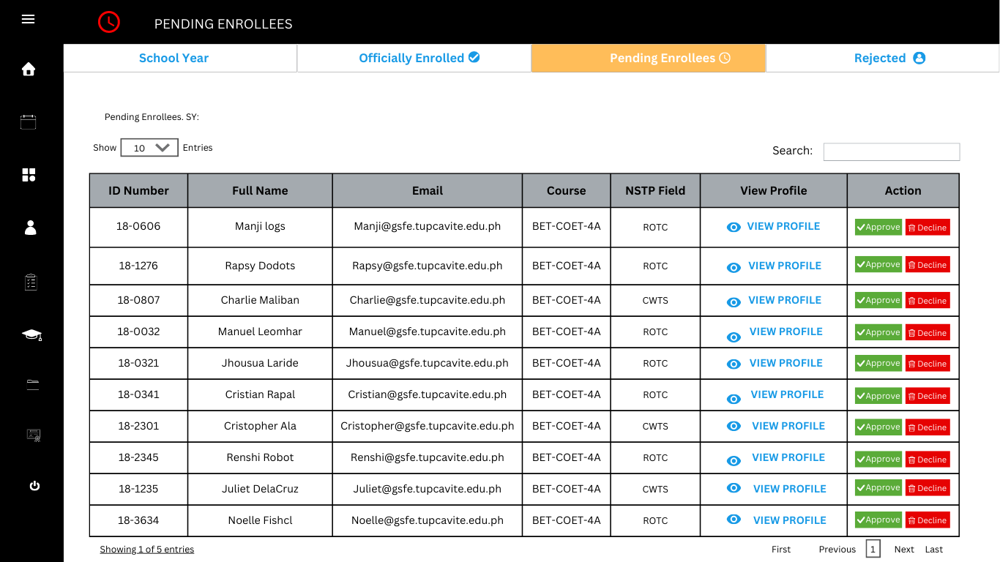 PENDING ENROLLEES
School Year Officially Enrolled Pending Enrollees Rejected
Pending Enrollees. SY:
Show 10 Entries
Search:
ID Number Full Name Email Course NSTP Field View Profile Action
18-0606 Manji logs Manji@gsfe.tupcavite.edu.ph BET-COET-4A ROTC VIEW PROFILE Approve Decline
18-1276 Rapsy Dodots Rapsy@gsfe.tupcavite.edu.ph BET-COET-4A ROTC VIEW PROFILE Approve Decline
18-0807 Charlie Maliban Charlie@gsfe.tupcavite.edu.ph BET-COET-4A CWTS VIEW PROFILE Approve Decline
18-0032 Manuel Leomhar Manuel@gsfe.tupcavite.edu.ph BET-COET-4A ROTC VIEW PROFILE Approve Decline
18-0321 Jhousua Laride Jhousua@gsfe.tupcavite.edu.ph BET-COET-4A ROTC VIEW PROFILE Approve Decline
18-0341 Cristian Rapal Cristian@gsfe.tupcavite.edu.ph BET-COET-4A ROTC VIEW PROFILE Approve Decline
18-2301 Cristopher Ala Cristopher@gsfe.tupcavite.edu.ph BET-COET-4A CWTS VIEW PROFILE Approve Decline
18-2345 Renshi Robot Renshi@gsfe.tupcavite.edu.ph BET-COET-4A ROTC VIEW PROFILE Approve Decline
18-1235 Juliet DelaCruz Juliet@gsfe.tupcavite.edu.ph BET-COET-4A CWTS VIEW PROFILE Approve Decline
18-3634 Noelle Fishcl Noelle@gsfe.tupcavite.edu.ph BET-COET-4A ROTC VIEW PROFILE Approve Decline
Showing 1 of 5 entries First Previous 1 Next Last